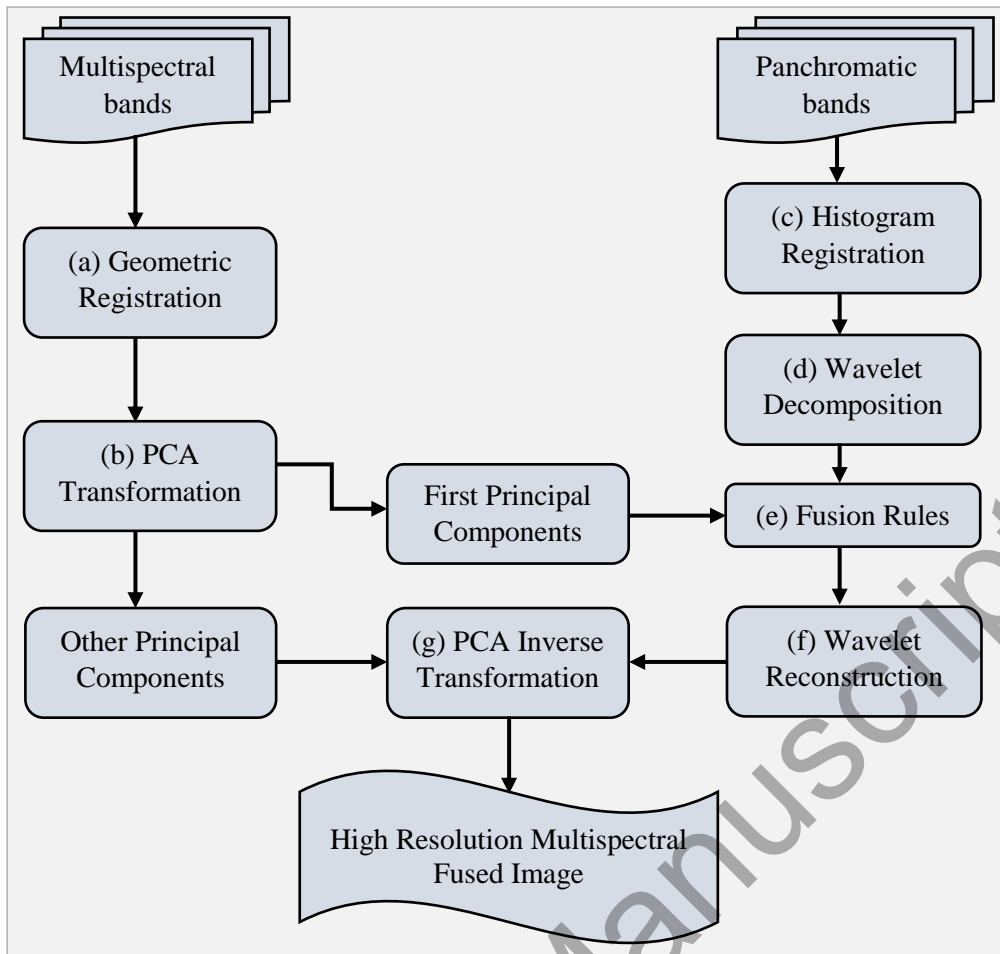 Multispectral
bands
Panchromatic
bands
(a) Geometric
Registration
(c) Histogram
Registration
(d) Wavelet
Decomposition
(b) PCA
Transformation
First Principal
Components
(e) Fusion Rules
Other Principal
Components
(g) PCA Inverse
Transformation
(f) Wavelet
Reconstruction
High Resolution Multispectral
Fused Image
Manuscript